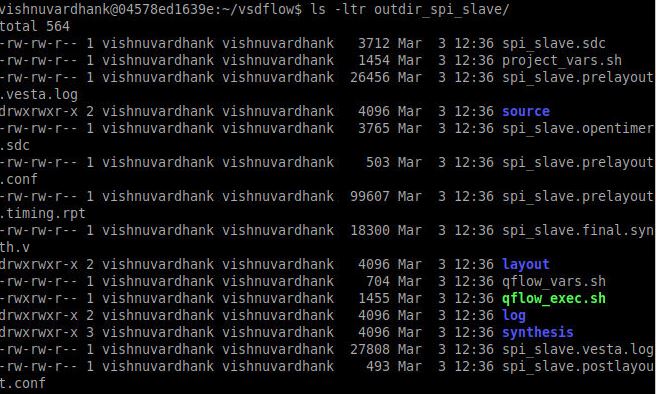 vishnuvardhank@04578ed1639e:~/vsdflow$ ls -ltr outdir_spi_slave/
total 564
-rw-rw-r-- 1 vishnuvardhank vishnuvardhank 3712 Mar 3 12:36 spi_slave.sdc
-rw-rw-r-- 1 vishnuvardhank vishnuvardhank 1454 Mar 3 12:36 project_vars.sh
-rw-rw-r-- 1 vishnuvardhank vishnuvardhank 26456 Mar 3 12:36 spi_slave.prelayout
.vesta.log
drwxrwxr-x 2 vishnuvardhank vishnuvardhank 4096 Mar 3 12:36 source
-rw-rw-r-- 1 vishnuvardhank vishnuvardhank 3765 Mar 3 12:36 spi_slave.opentimer
.sdc
-rw-rw-r-- 1 vishnuvardhank vishnuvardhank 503 Mar 3 12:36 spi_slave.prelayout
.conf
-rw-rw-r-- 1 vishnuvardhank vishnuvardhank 99607 Mar 3 12:36 spi_slave.prelayout
.timing.rpt
-rw-rw-r-- 1 vishnuvardhank vishnuvardhank 18300 Mar 3 12:36 spi_slave.final.syn
th.v
drwxrwxr-x 2 vishnuvardhank vishnuvardhank 4096 Mar 3 12:36 layout
-rw-rw-r-- 1 vishnuvardhank vishnuvardhank 704 Mar 3 12:36 qflow_vars.sh
-rwxrw-r-- 1 vishnuvardhank vishnuvardhank 1455 Mar 3 12:36 qflow_exec.sh
drwxrwxr-x 2 vishnuvardhank vishnuvardhank 4096 Mar 3 12:36 log
drwxrwxr-x 3 vishnuvardhank vishnuvardhank 4096 Mar 3 12:36 synthesis
-rw-rw-r-- 1 vishnuvardhank vishnuvardhank 27808 Mar 3 12:36 spi_slave.vesta.log
-rw-rw-r-- 1 vishnuvardhank vishnuvardhank 493 Mar 3 12:36 spi_slave.postlayou
t.conf